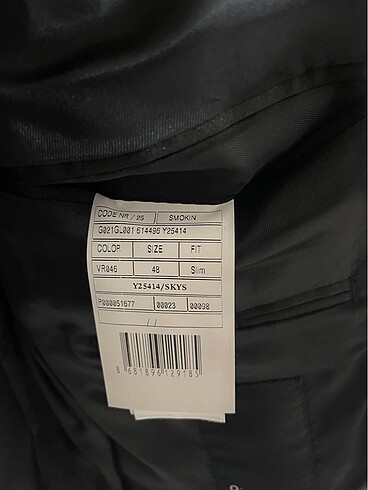 CODE NR / 25 SMOKIN
G021GL001 614496 Y25414
COLOR SIZE FIT
VR046 48 Slim
Y25414/SKYS
P000051677 00023 00098
/ /
8 681896 129185